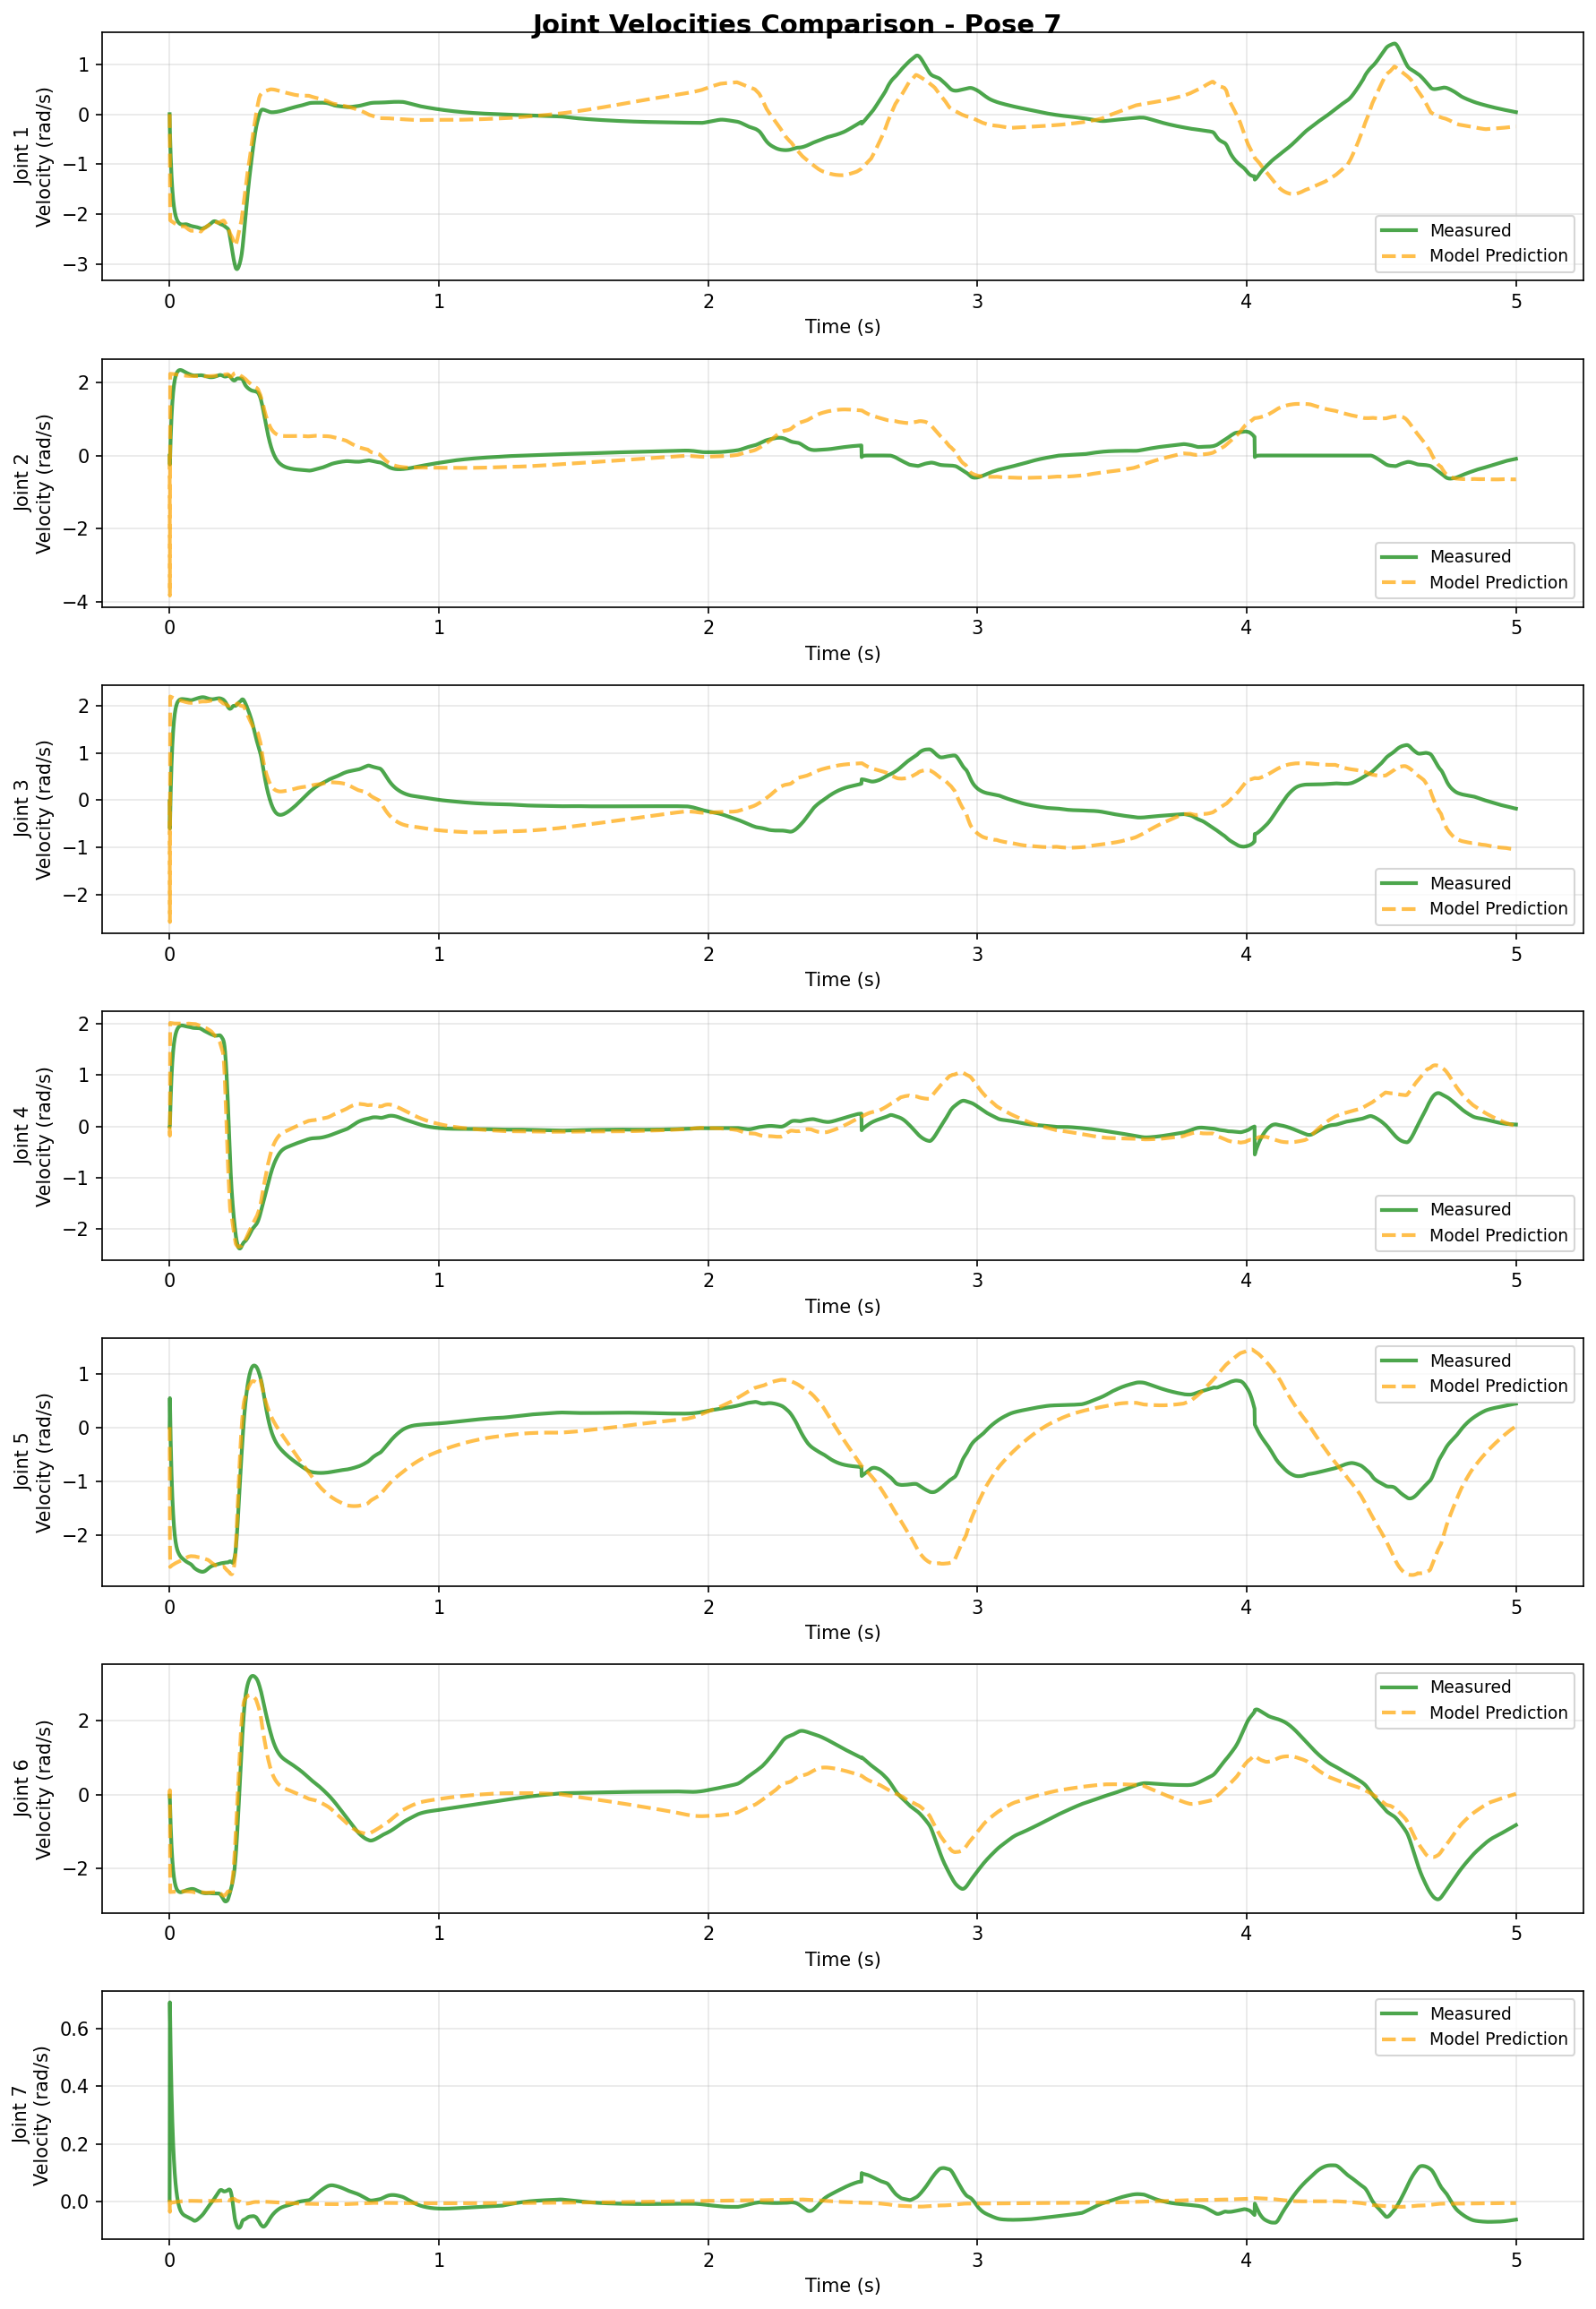 Joint Velocities Comparison - Pose 7
Joint 1
Velocity (rad/s)
1
0
−1
−2
−3
Measured
Model Prediction
0 1 2 3 4 5
Time (s)
Joint 2
Velocity (rad/s)
2
0
−2
−4
Measured
Model Prediction
0 1 2 3 4 5
Time (s)
Joint 3
Velocity (rad/s)
2
1
0
−1
−2
Measured
Model Prediction
0 1 2 3 4 5
Time (s)
Joint 4
Velocity (rad/s)
2
1
0
−1
−2
Measured
Model Prediction
0 1 2 3 4 5
Time (s)
Joint 5
Velocity (rad/s)
1
0
−1
−2
Measured
Model Prediction
0 1 2 3 4 5
Time (s)
Joint 6
Velocity (rad/s)
2
0
−2
Measured
Model Prediction
0 1 2 3 4 5
Time (s)
Joint 7
Velocity (rad/s)
0.6
0.4
0.2
0.0
Measured
Model Prediction
0 1 2 3 4 5
Time (s)